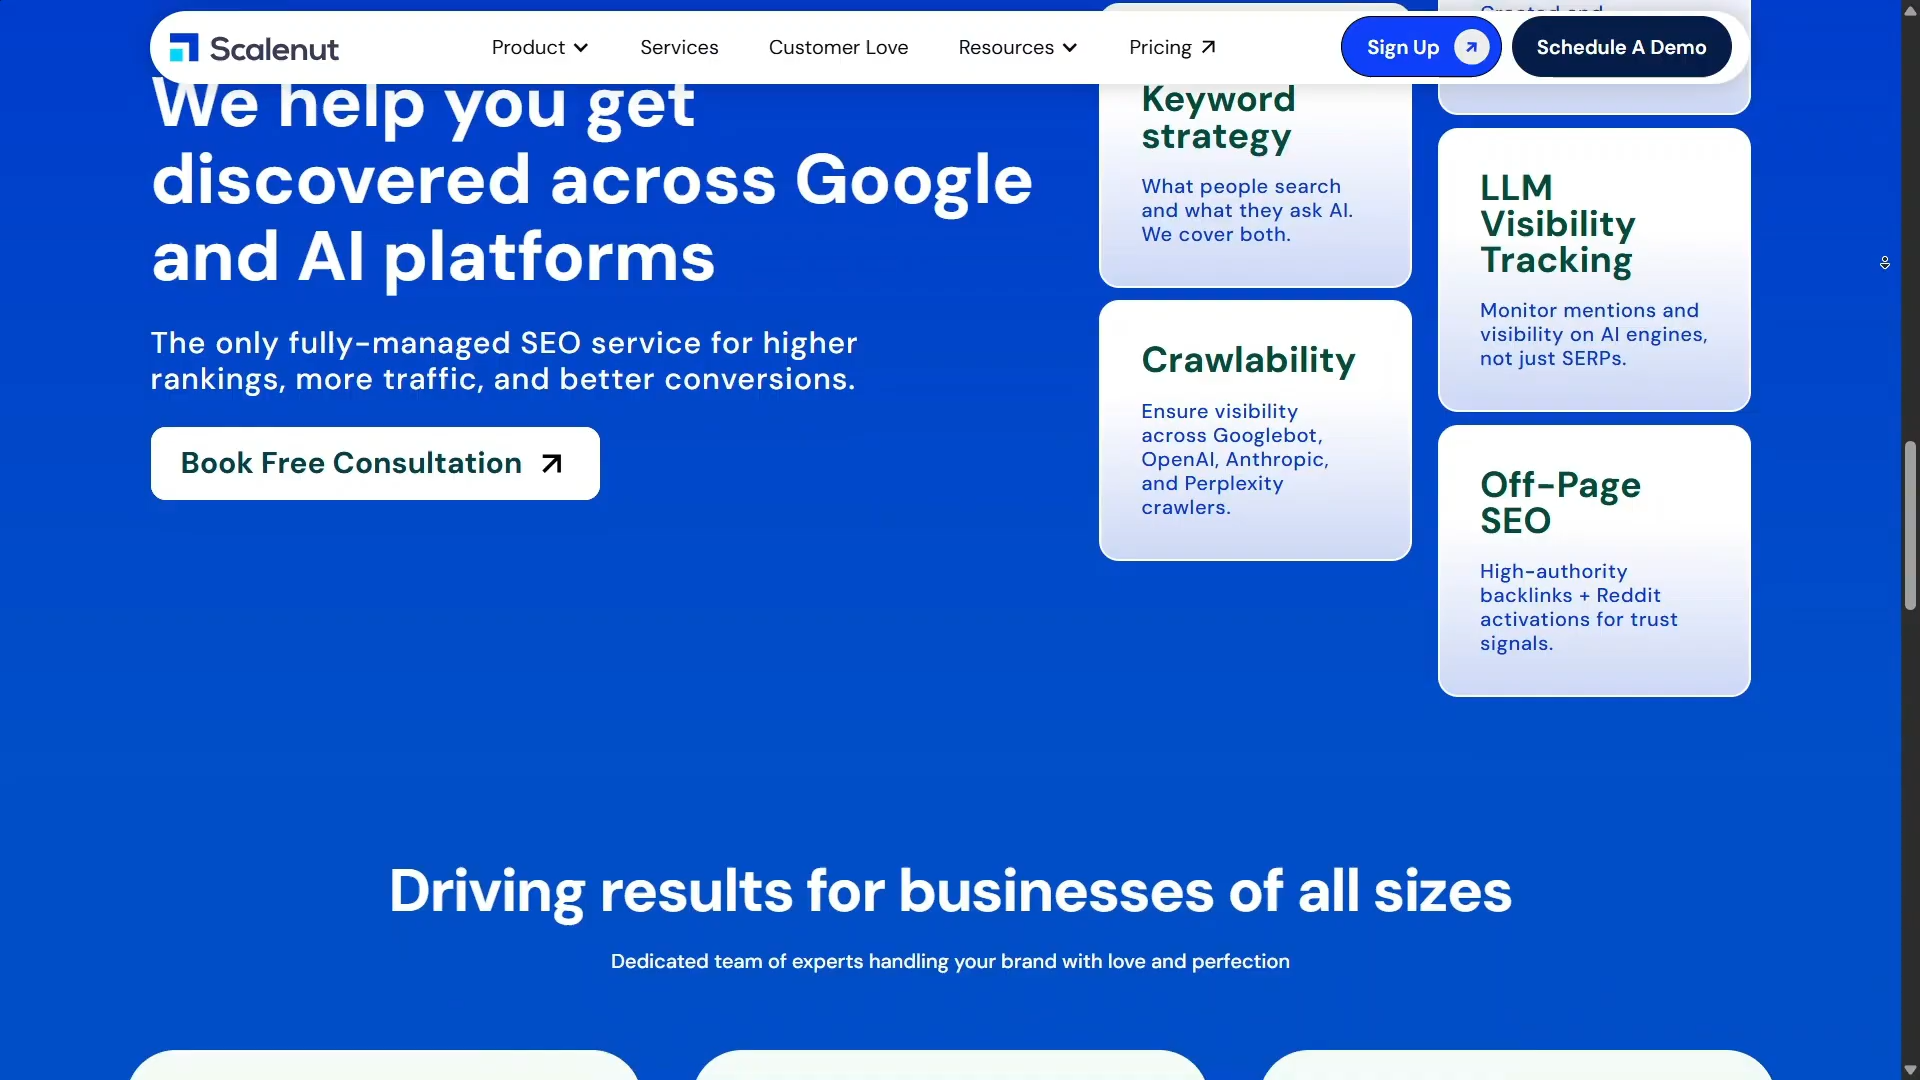 Scalenut
Product
Services
Customer Love
Resources
Pricing
Sign Up
Schedule A Demo
We help you get
discovered across Google
and AI platforms
The only fully-managed SEO service for higher
rankings, more traffic, and better conversions.
Book Free Consultation
Keyword
strategy
What people search
and what they ask AI.
We cover both.
Crawlability
Ensure visibility
across Googlebot,
OpenAI, Anthropic,
and Perplexity
crawlers.
LLM
Visibility
Tracking
Monitor mentions and
visibility on AI engines,
not just SERPs.
Off-Page
SEO
High-authority
backlinks + Reddit
activations for trust
signals.
Driving results for businesses of all sizes
Dedicated team of experts handling your brand with love and perfection